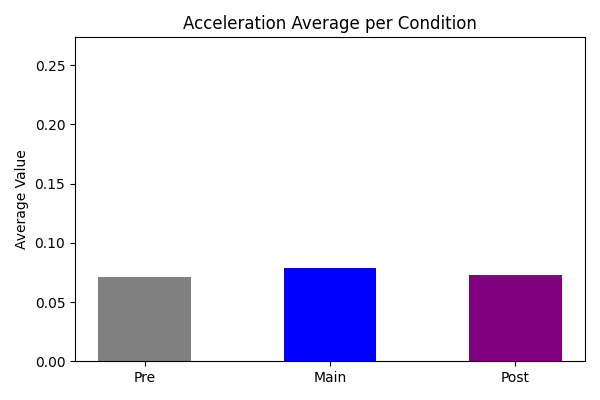 Acceleration Average per Condition
Average Value
0.25
0.20
0.15
0.10
0.05
0.00
Pre
Main
Post